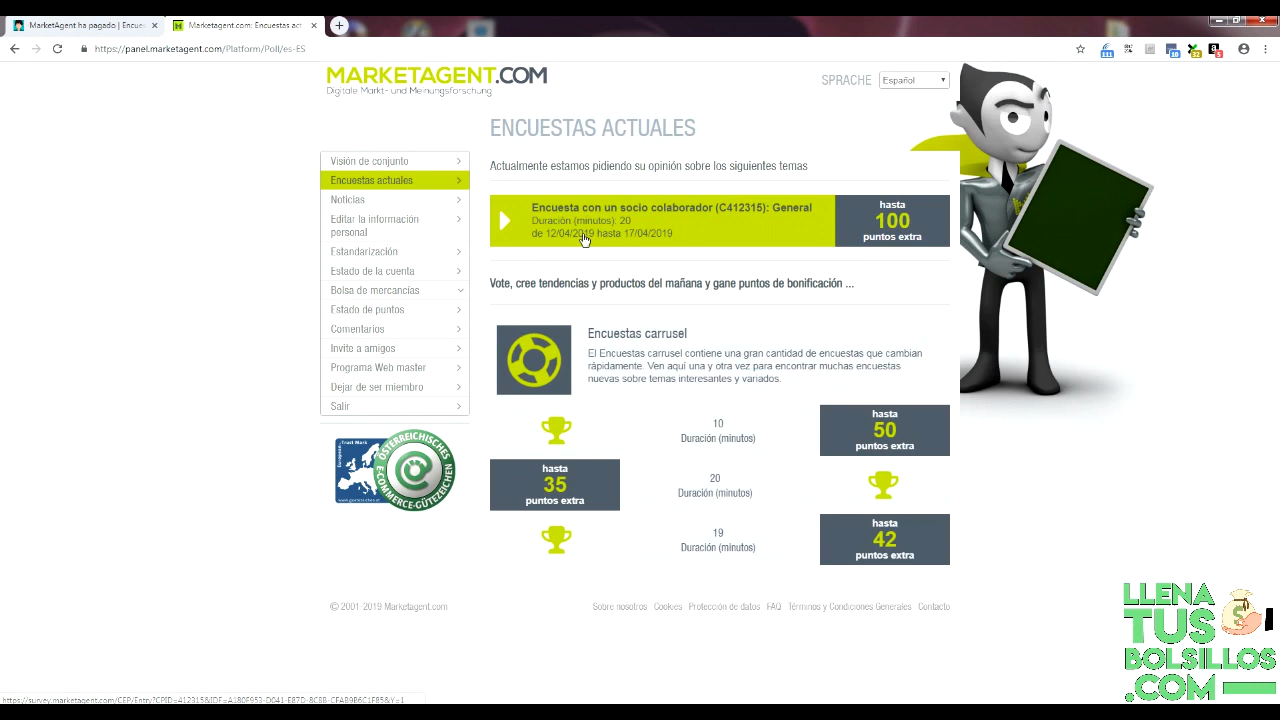 MarketAgent ha pagado | Encues
Marketagent.com: Encuestas act
https://panel.marketagent.com/Platform/Poll/es-ES
MARKETAGENT.COM
Digitale Markt- und Meinungsforschung
SPRACHE Español
ENCUESTAS ACTUALES
Actualmente estamos pidiendo su opinión sobre los siguientes temas
Visión de conjunto
Encuestas actuales
Noticias
Editar la información
personal
Estandarización
Estado de la cuenta
Bolsa de mercancías
Estado de puntos
Comentarios
Invite a amigos
Programa Web master
Dejar de ser miembro
Salir
Encuesta con un socio colaborador (C412315): General
Duración (minutos): 20
de 12/04/2019 hasta 17/04/2019
hasta
100
puntos extra
Vote, cree tendencias y productos del mañana y gane puntos de bonificación ...
Encuestas carrusel
El Encuestas carrusel contiene una gran cantidad de encuestas que cambian
rápidamente. Ven aquí una y otra vez para encontrar muchas encuestas
nuevas sobre temas interesantes y variados.
10
Duración (minutos)
hasta
50
puntos extra
hasta
35
puntos extra
20
Duración (minutos)
19
Duración (minutos)
hasta
42
puntos extra
ÖSTERREICHISCHES
E-COMMERCE-GÜTEZEICHEN
© 2001-2019 Marketagent.com
Sobre nosotros Cookies Protección de datos FAQ Términos y Condiciones Generales Contacto
LLENA
TUS
BOLSILLOS
.COM